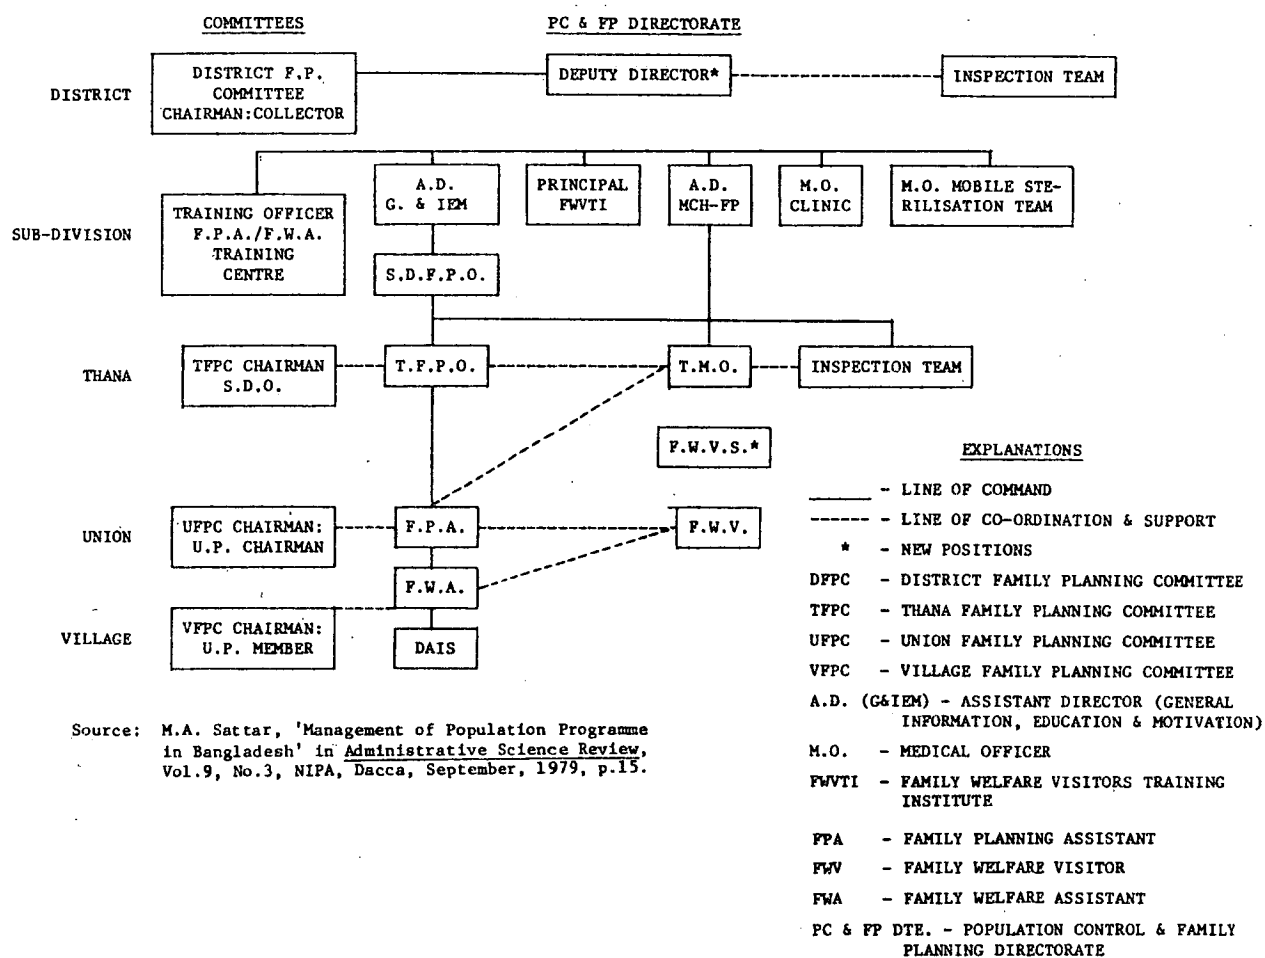 COMMITTEES
PC & FP DIRECTORATE
DISTRICT
DISTRICT F.P.
COMMITTEE
CHAIRMAN:COLLECTOR
DEPUTY DIRECTOR*
INSPECTION TEAM
SUB-DIVISION
TRAINING OFFICER
F.P.A./F.W.A.
TRAINING
CENTRE
A.D.
G. & IEM
PRINCIPAL
FWVTI
A.D.
MCH-FP
M.O.
CLINIC
M.O. MOBILE STE-
RILISATION TEAM
S.D.F.P.O.
THANA
TFPC CHAIRMAN
S.D.O.
T.F.P.O.
T.M.O.
INSPECTION TEAM
F.W.V.S.*
UNION
UFPC CHAIRMAN:
U.P. CHAIRMAN
F.P.A.
F.W.V.
F.W.A.
VILLAGE
VFPC CHAIRMAN:
U.P. MEMBER
DAIS
EXPLANATIONS
- LINE OF COMMAND
- LINE OF CO-ORDINATION & SUPPORT
* - NEW POSITIONS
DFPC - DISTRICT FAMILY PLANNING COMMITTEE
TFPC - THANA FAMILY PLANNING COMMITTEE
UFPC - UNION FAMILY PLANNING COMMITTEE
VFPC - VILLAGE FAMILY PLANNING COMMITTEE
A.D. (G&IEM) - ASSISTANT DIRECTOR (GENERAL
INFORMATION, EDUCATION & MOTIVATION)
M.O. - MEDICAL OFFICER
FWVTI - FAMILY WELFARE VISITORS TRAINING
INSTITUTE
FPA - FAMILY PLANNING ASSISTANT
FWV - FAMILY WELFARE VISITOR
FWA - FAMILY WELFARE ASSISTANT
PC & FP DTE. - POPULATION CONTROL & FAMILY
PLANNING DIRECTORATE
Source: M.A. Sattar, 'Management of Population Programme
in Bangladesh' in Administrative Science Review,
Vol.9, No.3, NIPA, Dacca, September, 1979, p.15.